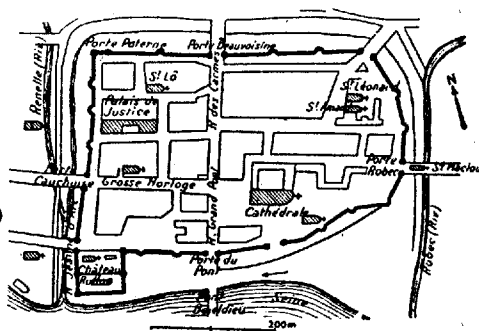 Porte Paterne
Porte Beauvoisine
St Lô
R. des Carmes
St Léonard
St Amand
N
Renelle (Riv)
Palais de
Justice
Porte
Cauchoise
Grosse Horloge
R. Grand Pont
Porte
Robec
St Maclou
Cathédrale
Robec (Riv)
Porte du
Pont
Château
Seine
200m